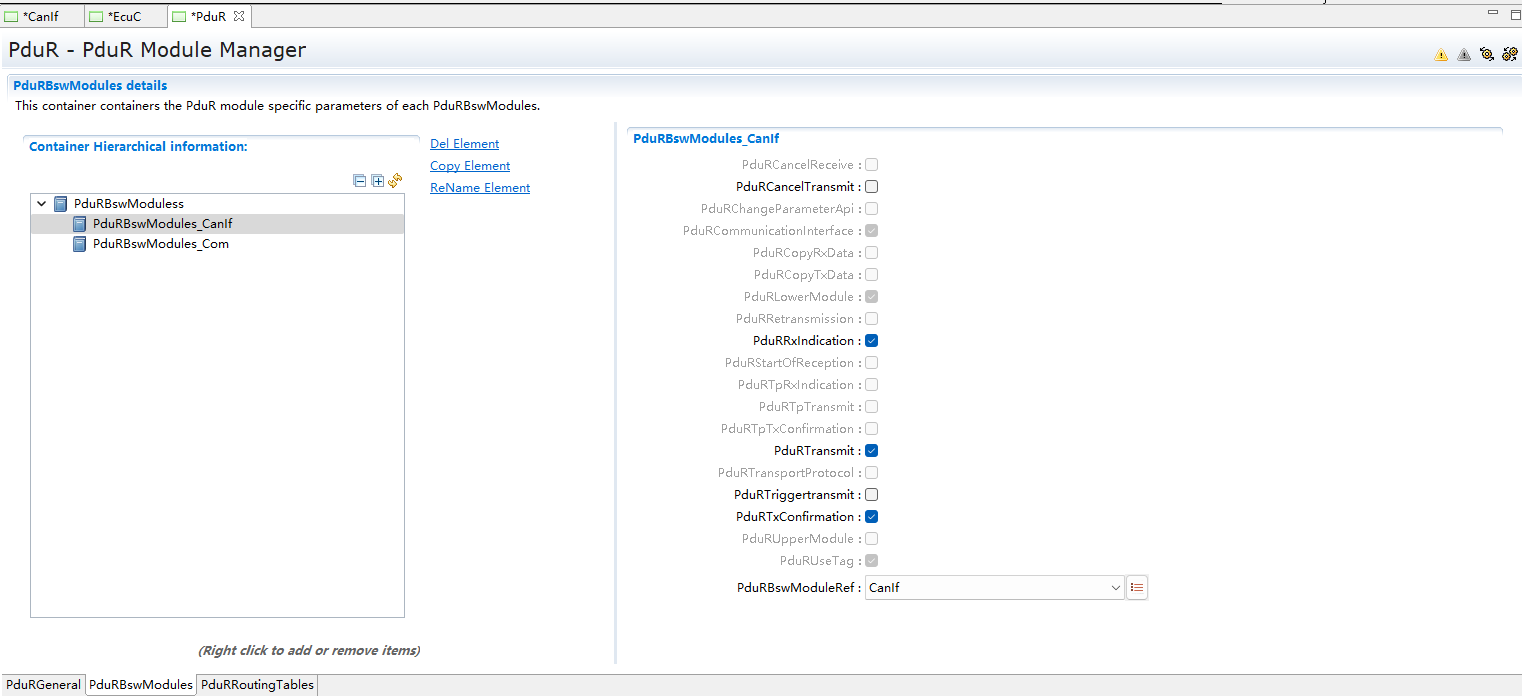 *CanIf
*EcuC
*PduR
PduR - PduR Module Manager
PduRBswModules details
This container containers the PduR module specific parameters of each PduRBswModules.
Container Hierarchical information:
PduRBswModuless
PduRBswModules_CanIf
PduRBswModules_Com
(Right click to add or remove items)
Del Element
Copy Element
ReName Element
PduRBswModules_CanIf
PduRCancelReceive :
PduRCancelTransmit :
PduRChangeParameterApi :
PduRCommunicationInterface :
PduRCopyRxData :
PduRCopyTxData :
PduRLowerModule :
PduRRetransmission :
PduRRxIndication :
PduRStartOfReception :
PduRTpRxIndication :
PduRTpTransmit :
PduRTpTxConfirmation :
PduRTransmit :
PduRTransportProtocol :
PduRTriggertransmit :
PduRTxConfirmation :
PduRUpperModule :
PduRUseTag :
PduRBswModuleRef : CanIf
PduRGeneral
PduRBswModules
PduRRoutingTables